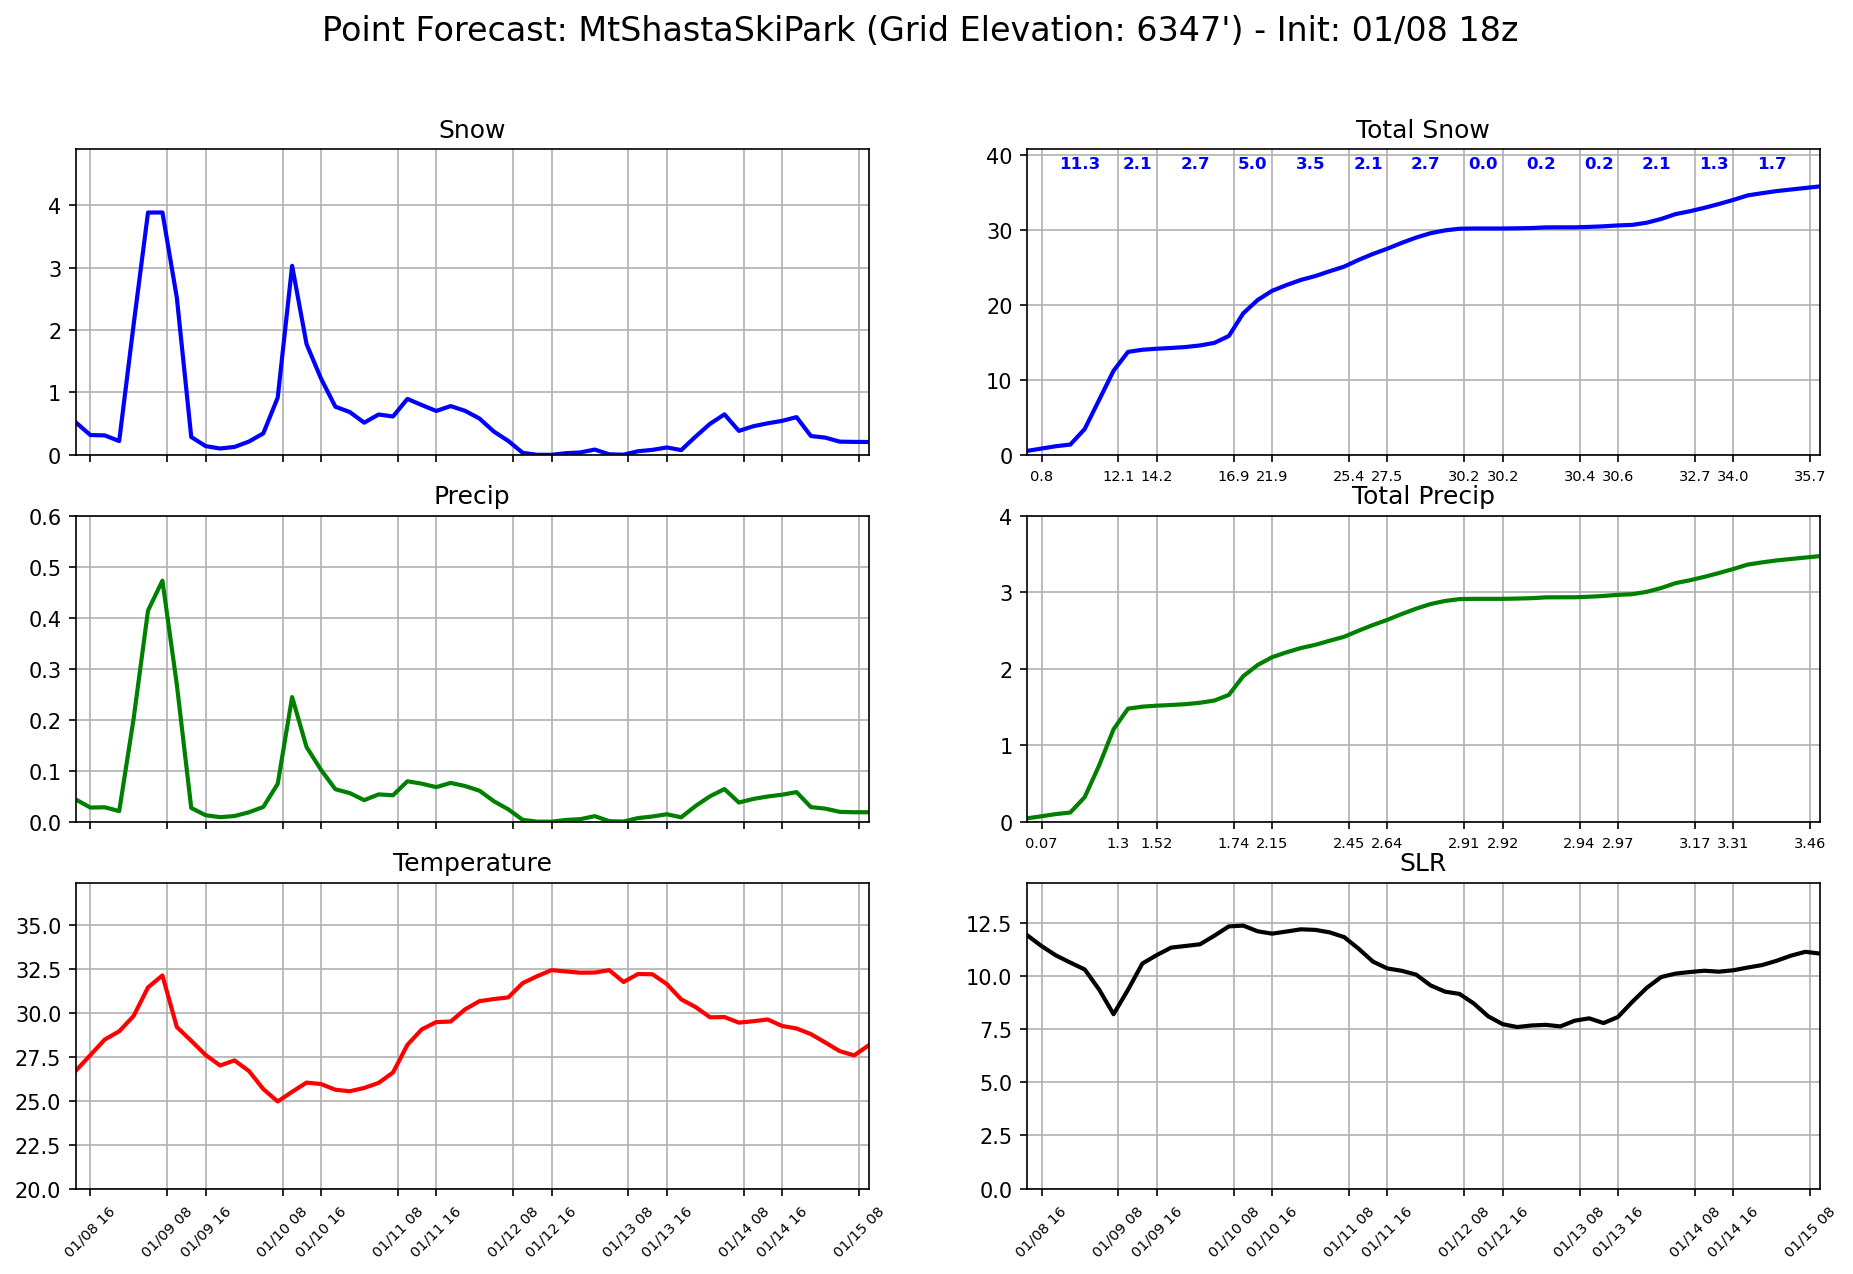 Point Forecast: MtShastaSkiPark (Grid Elevation: 6347') - Init: 01/08 18z
Snow
4
3
2
1
0
Total Snow
40
30
20
10
0
11.3 2.1 2.7 5.0 3.5 2.1 2.7 0.0 0.2 0.2 2.1 1.3 1.7
0.8 12.1 14.2 16.9 21.9 25.4 27.5 30.2 30.2 30.4 30.6 32.7 34.0 35.7
Precip
0.6
0.5
0.4
0.3
0.2
0.1
0.0
Total Precip
4
3
2
1
0
0.07 1.3 1.52 1.74 2.15 2.45 2.64 2.91 2.92 2.94 2.97 3.17 3.31 3.46
Temperature
35.0
32.5
30.0
27.5
25.0
22.5
20.0
01/08 16 01/09 08 01/09 16 01/10 08 01/10 16 01/11 08 01/11 16 01/12 08 01/12 16 01/13 08 01/13 16 01/14 08 01/14 16 01/15 08
SLR
12.5
10.0
7.5
5.0
2.5
0.0
01/08 16 01/09 08 01/09 16 01/10 08 01/10 16 01/11 08 01/11 16 01/12 08 01/12 16 01/13 08 01/13 16 01/14 08 01/14 16 01/15 08